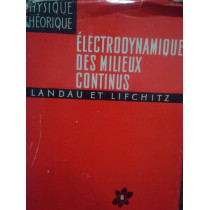 PHYSIQUE
THÉORIQUE
ÉLECTRODYNAMIQUE
DES MILIEUX
CONTINUS
LANDAU ET LIFCHITZ